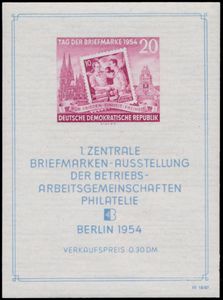 TAG DER BRIEFMARKE 1954 20
10
DEUTSCHE DEMOKRATISCHE REPUBLIK
1. ZENTRALE
BRIEFMARKEN-AUSSTELLUNG
DER BETRIEBS-
ARBEITSGEMEINSCHAFTEN
PHILATELIE
BERLIN 1954
VERKAUFSPREIS · 0.30 DM